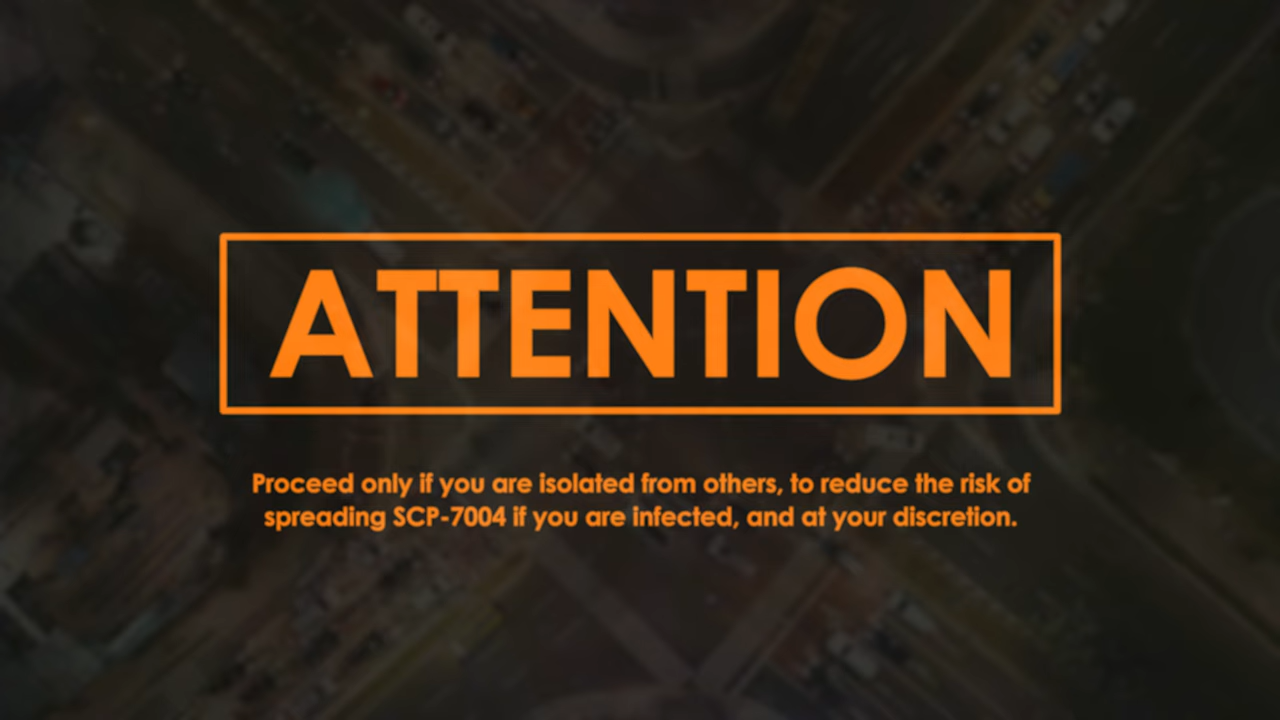 ATTENTION
Proceed only if you are isolated from others, to reduce the risk of
spreading SCP-7004 if you are infected, and at your discretion.